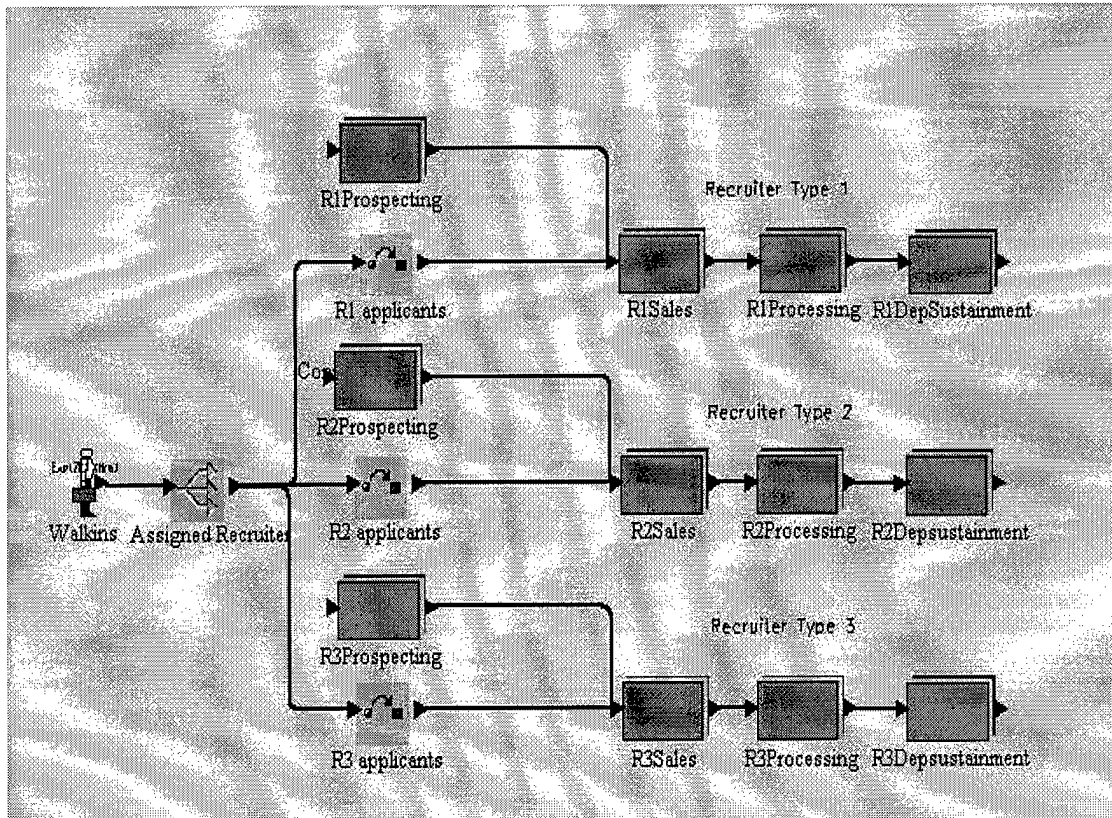 R1Prospecting
Recruiter Type 1
R1 applicants
R1Sales
R1Processing
R1DepSustainment
R2Prospecting
Recruiter Type 2
Walkins
Assigned Recruiter
R2 applicants
R2Sales
R2Processing
R2Depsustainment
R3Prospecting
Recruiter Type 3
R3 applicants
R3Sales
R3Processing
R3Depsustainment